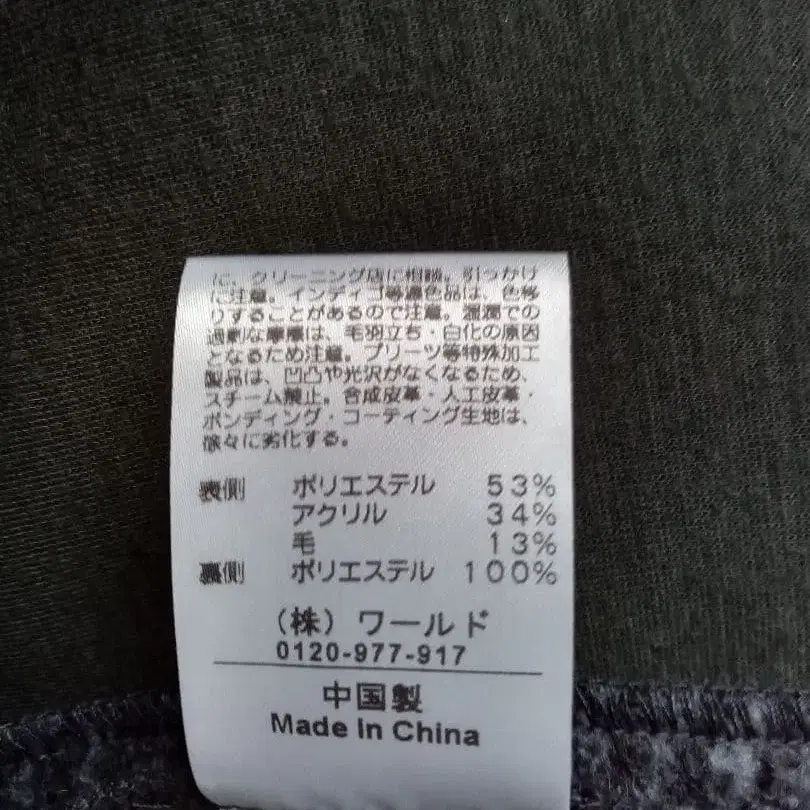 に、クリーニング店に相談。引っかけ
に注意。インディゴ等濃色品は、色移
りすることがあるので注意。湿潤での
過剰な摩擦は、毛羽立ち・白化の原因
となるため注意。プリーツ等特殊加工
製品は、凹凸や光沢がなくなるため、
スチーム禁止。合成皮革・人工皮革・
ボンディング・コーティング生地は、
徐々に劣化する。
表側 ポリエステル 53%
アクリル 34%
毛 13%
裏側 ポリエステル 100%
(株)ワールド
0120-977-917
中国製
Made In China